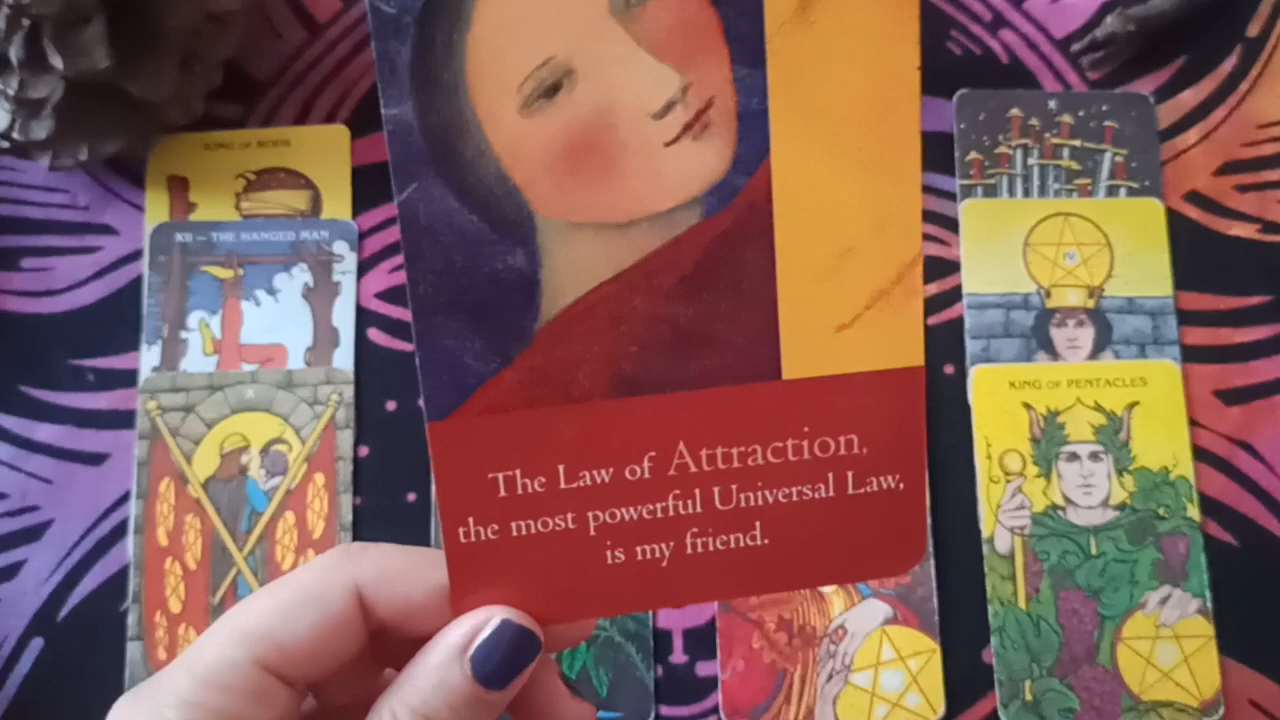 KING OF RODS
XII — THE HANGED MAN
X
The Law of Attraction,
the most powerful Universal Law,
is my friend.
X
IV
KING OF PENTACLES